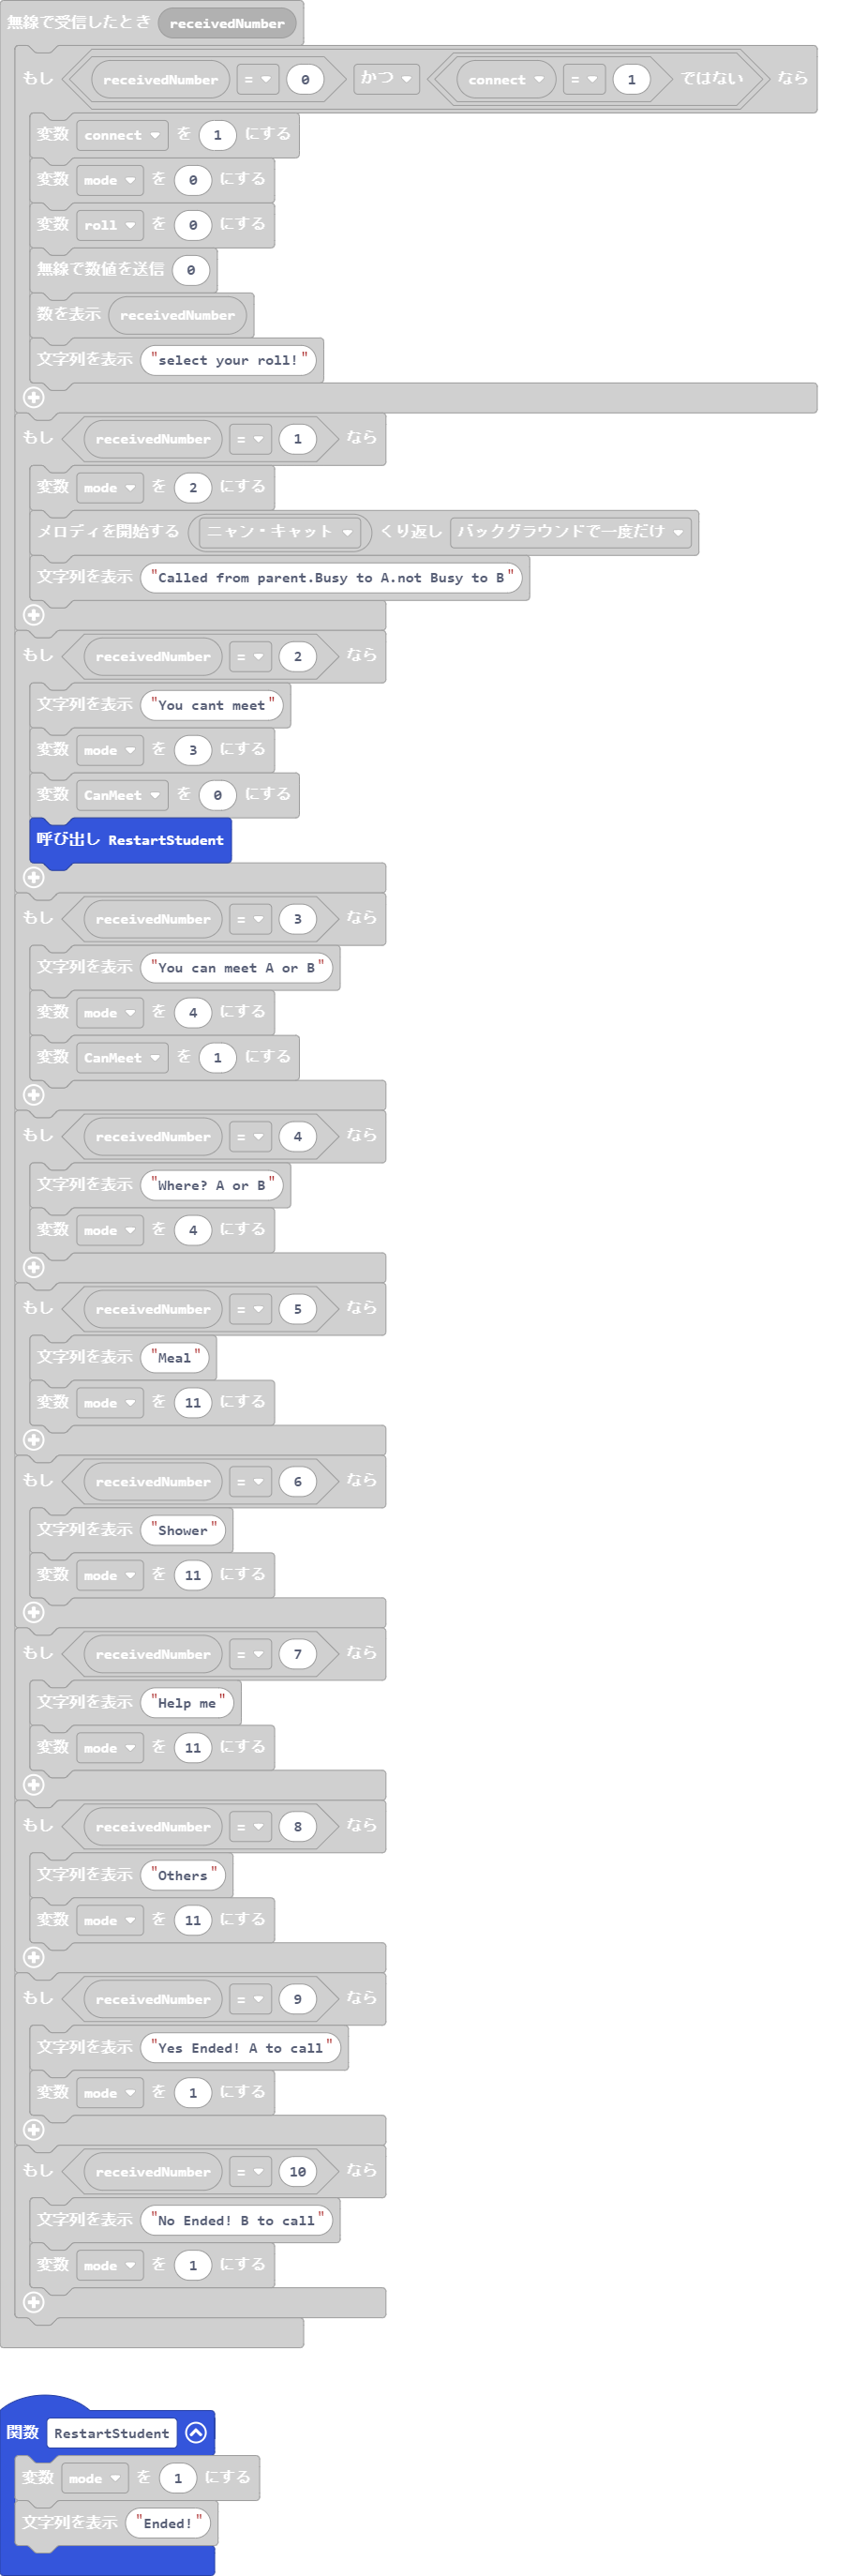 無線で受信したとき receivedNumber
もし receivedNumber = 0 かつ connect = 1 ではない なら
変数 connect を 1 にする
変数 mode を 0 にする
変数 roll を 0 にする
無線で数値を送信 0
数を表示 receivedNumber
文字列を表示 "select your roll!"
もし receivedNumber = 1 なら
変数 mode を 2 にする
メロディを開始する ニャン・キャット くり返し バックグラウンドで一度だけ
文字列を表示 "Called from parent.Busy to A.not Busy to B"
もし receivedNumber = 2 なら
文字列を表示 "You cant meet"
変数 mode を 3 にする
変数 CanMeet を 0 にする
呼び出し RestartStudent
もし receivedNumber = 3 なら
文字列を表示 "You can meet A or B"
変数 mode を 4 にする
変数 CanMeet を 1 にする
もし receivedNumber = 4 なら
文字列を表示 "Where? A or B"
変数 mode を 4 にする
もし receivedNumber = 5 なら
文字列を表示 "Meal"
変数 mode を 11 にする
もし receivedNumber = 6 なら
文字列を表示 "Shower"
変数 mode を 11 にする
もし receivedNumber = 7 なら
文字列を表示 "Help me"
変数 mode を 11 にする
もし receivedNumber = 8 なら
文字列を表示 "Others"
変数 mode を 11 にする
もし receivedNumber = 9 なら
文字列を表示 "Yes Ended! A to call"
変数 mode を 1 にする
もし receivedNumber = 10 なら
文字列を表示 "No Ended! B to call"
変数 mode を 1 にする
関数 RestartStudent
変数 mode を 1 にする
文字列を表示 "Ended!"